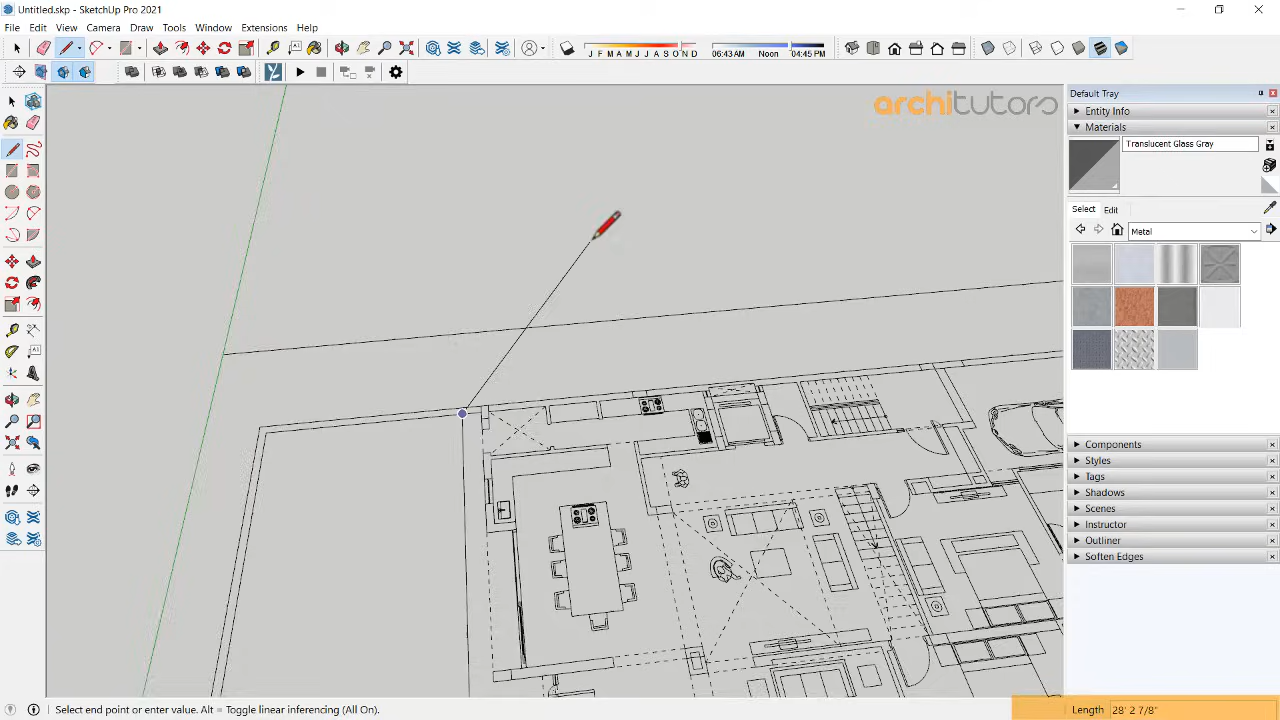 Untitled.skp - SketchUp Pro 2021
File Edit View Camera Draw Tools Window Extensions Help
J F M A M J J A S O N D
06:43 AM Noon 04:45 PM
architutors
Default Tray
Entity Info
Materials
Translucent Glass Gray
Select Edit
Metal
Components
Styles
Tags
Shadows
Scenes
Instructor
Outliner
Soften Edges
Select end point or enter value. Alt = Toggle linear inferencing (All On).
Length 28' 2 7/8"